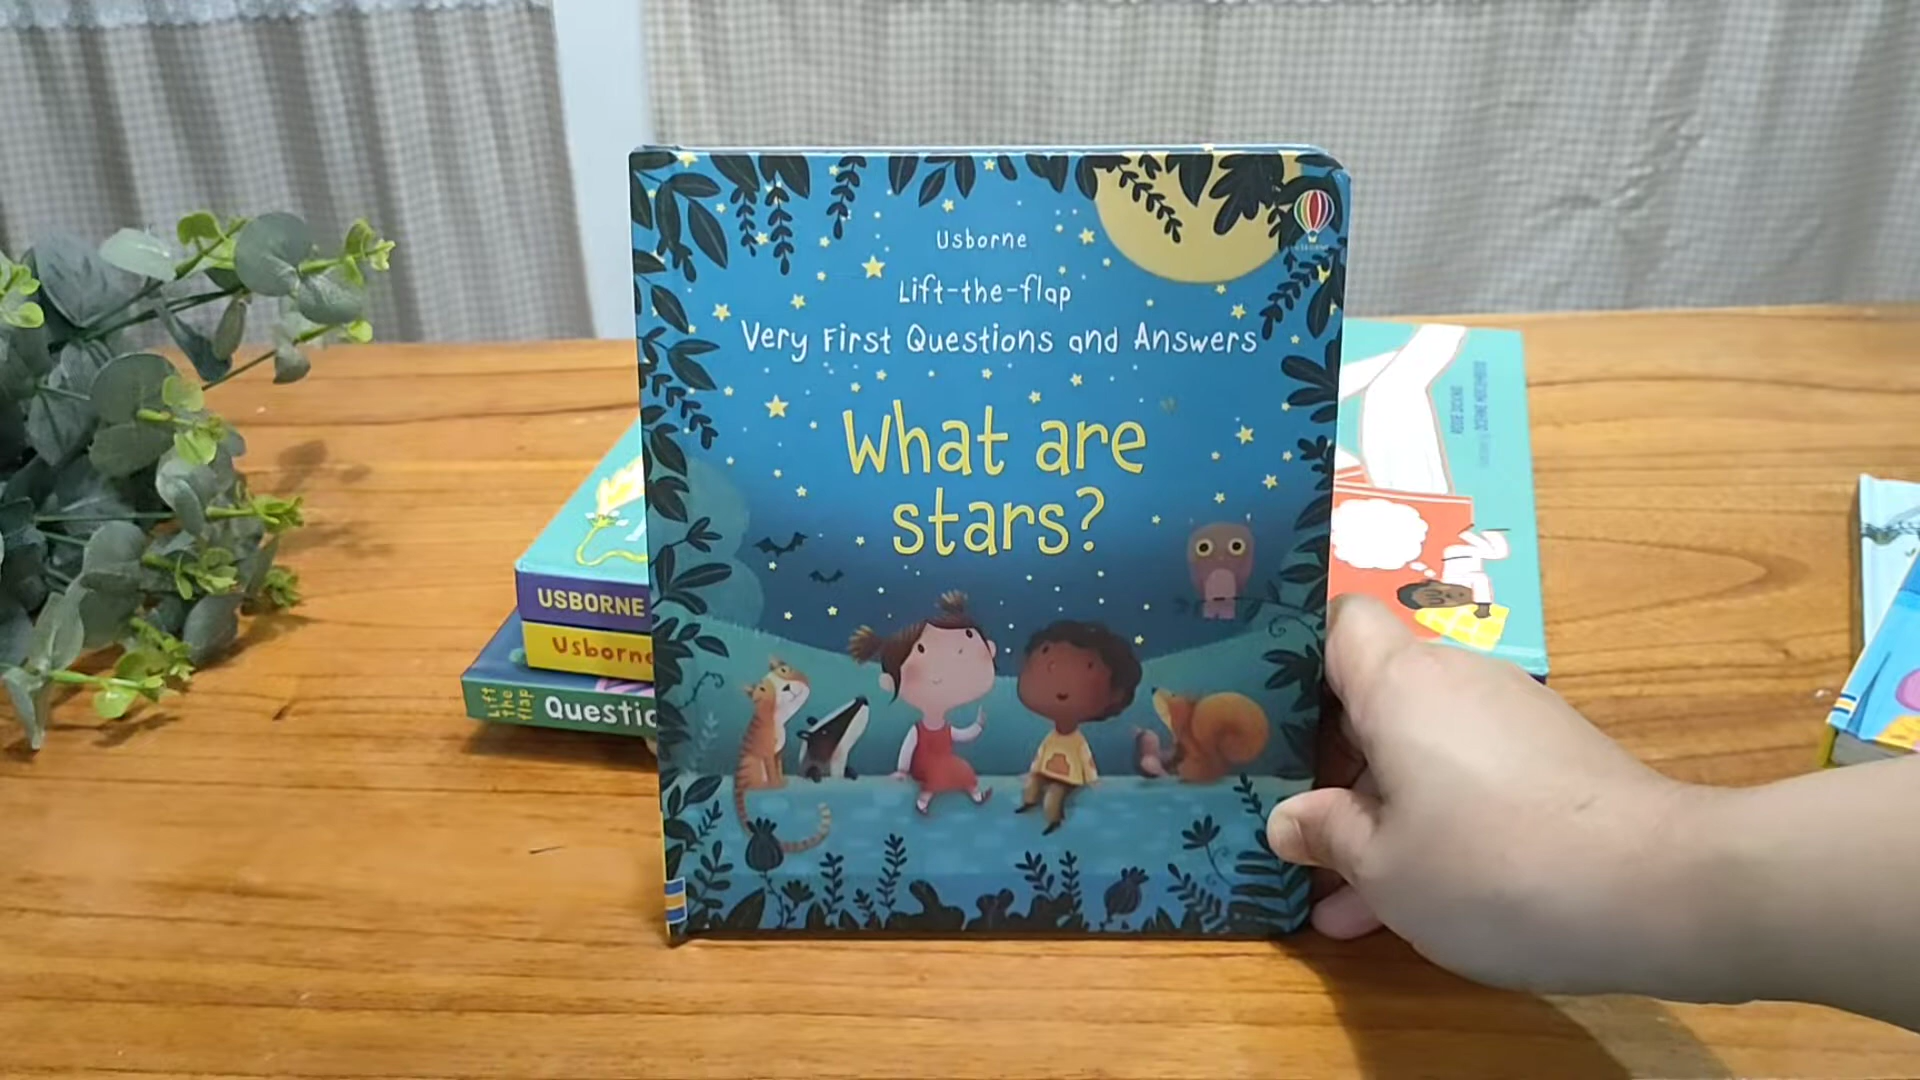 Usborne
Lift-the-flap
Very First Questions and Answers
What are
stars?
USBORNE
Usborne
Lift
the
flap
Questio